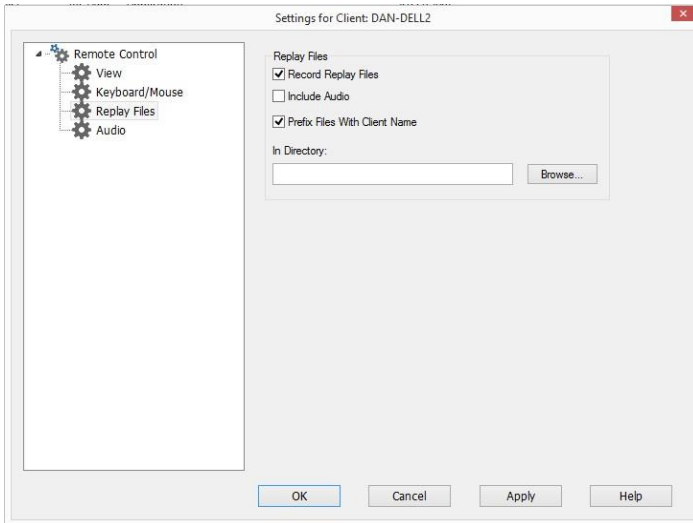 Settings for Client: DAN-DELL2
Remote Control
View
Keyboard/Mouse
Replay Files
Audio
Replay Files
Record Replay Files
Include Audio
Prefix Files With Client Name
In Directory:
Browse...
OK
Cancel
Apply
Help